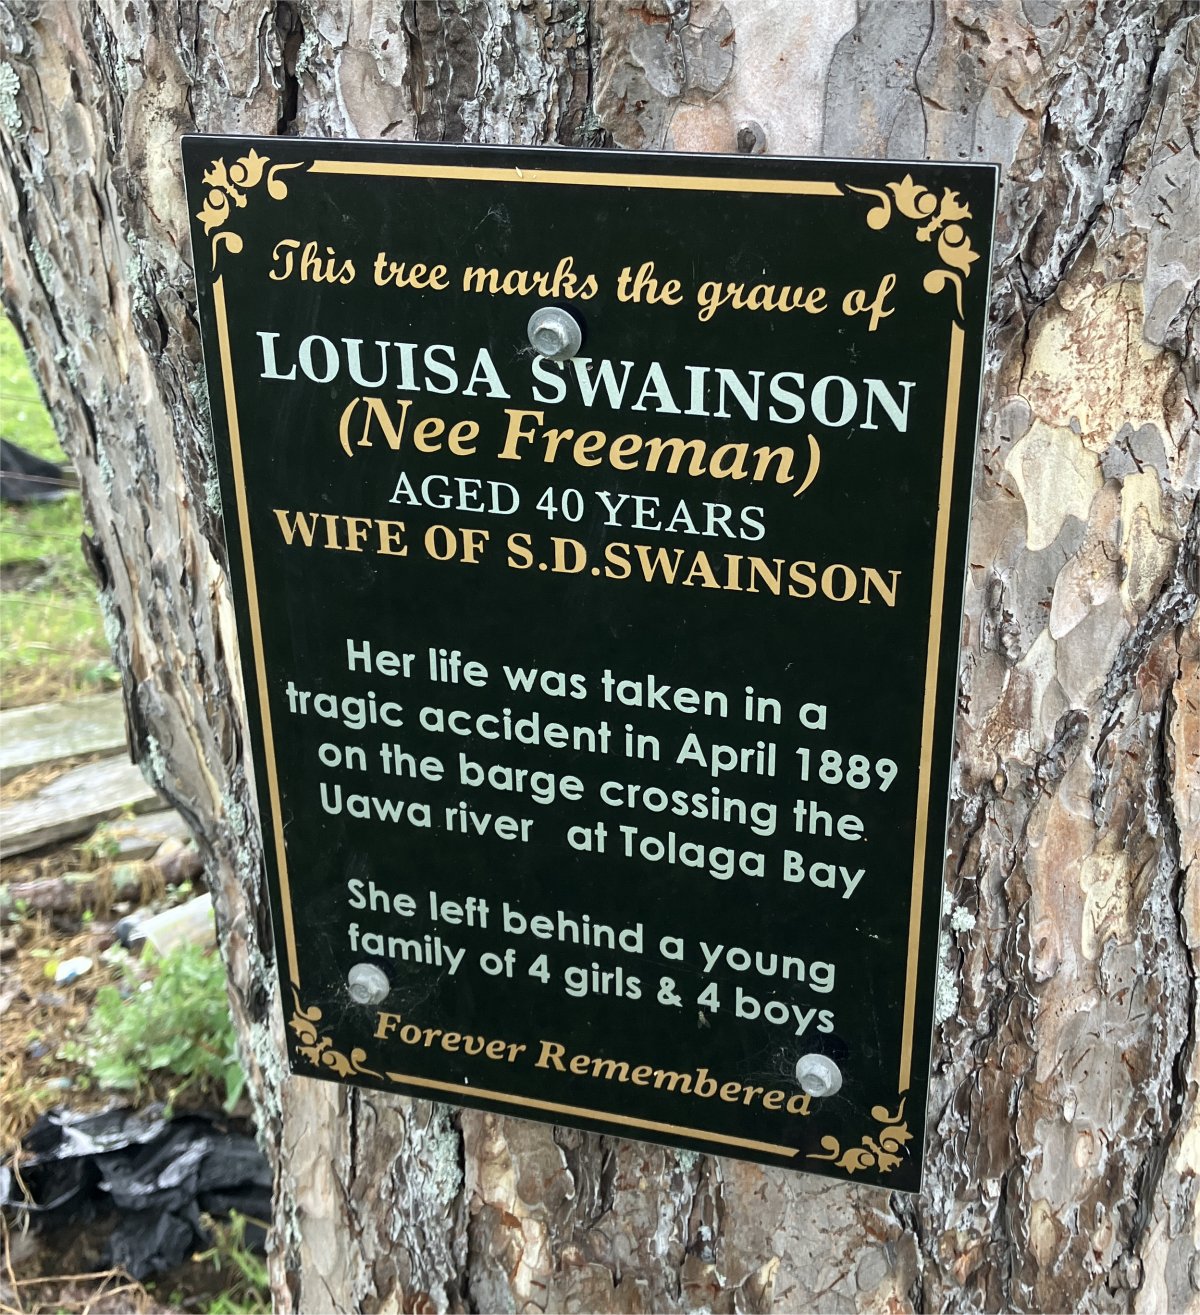 This tree marks the grave of
LOUISA SWAINSON
(Nee Freeman)
AGED 40 YEARS
WIFE OF S.D.SWAINSON
Her life was taken in a
tragic accident in April 1889
on the barge crossing the
Uawa river at Tolaga Bay
She left behind a young
family of 4 girls & 4 boys
Forever Remembered